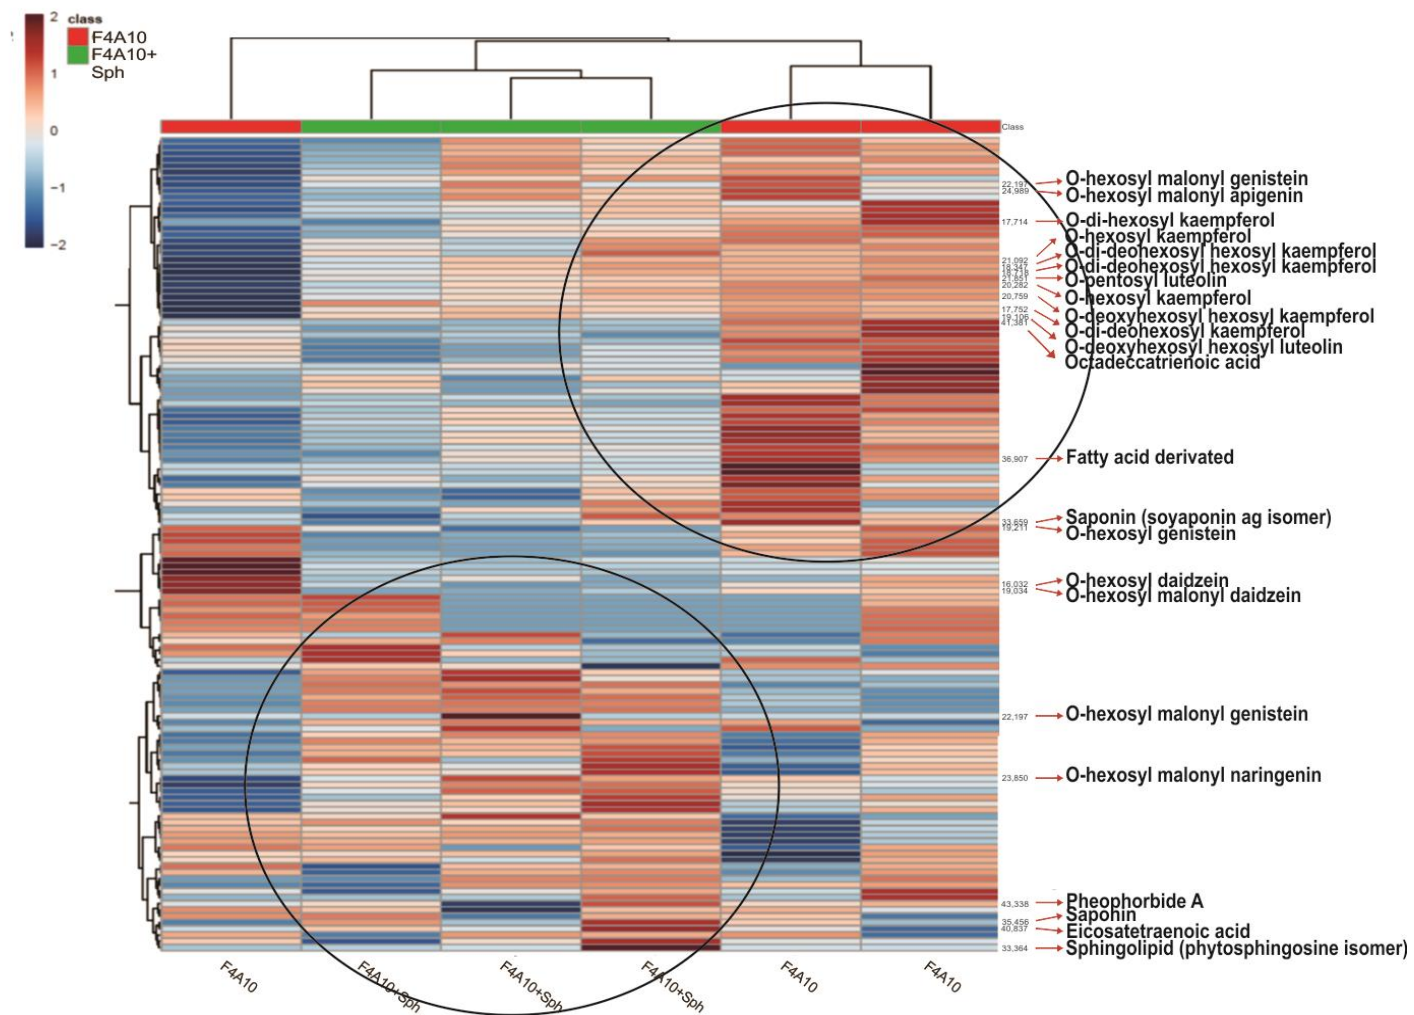 2
1
0
−1
−2
class
F4A10
F4A10+
Sph
Class
22,197 O-hexosyl malonyl genistein
24,989 O-hexosyl malonyl apigenin
17,714 O-di-hexosyl kaempferol
O-hexosyl kaempferol
21,092 O-di-deohexosyl hexosyl kaempferol
O-di-deohexosyl hexosyl kaempferol
21,851 O-pentosyl luteolin
20,282 O-hexosyl kaempferol
20,759 O-deoxyhexosyl hexosyl kaempferol
17,752 O-di-deohexosyl kaempferol
19,106 O-deoxyhexosyl hexosyl luteolin
41,381 Octadeccatrienoic acid
36,907 Fatty acid derivated
33,659 Saponin (soyaponin ag isomer)
19,211 O-hexosyl genistein
16,032 O-hexosyl daidzein
19,034 O-hexosyl malonyl daidzein
22,197 O-hexosyl malonyl genistein
23,850 O-hexosyl malonyl naringenin
43,338 Pheophorbide A
35,456 Saponin
40,837 Eicosatetraenoic acid
33,364 Sphingolipid (phytosphingosine isomer)
F4A10
F4A10+Sph
F4A10+Sph
F4A10+Sph
F4A10
F4A10